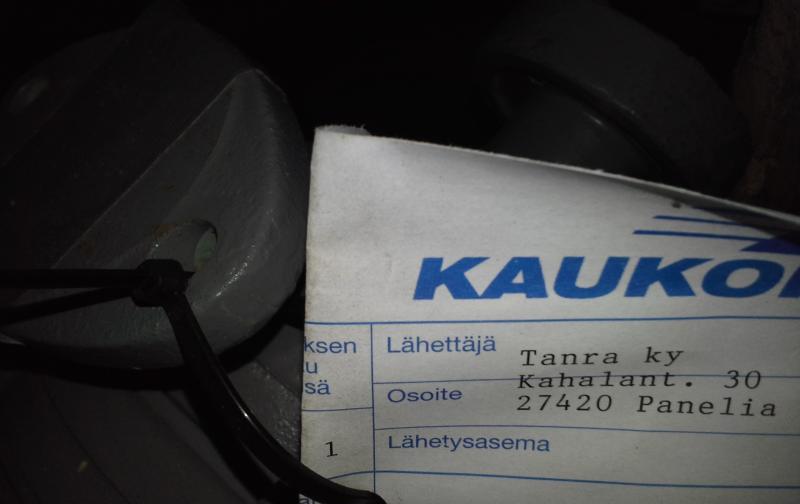 KAUKO
ksen
u
sä
Lähettäjä
Tanra ky
Osoite
Kahalant. 30
27420 Panelia
1
Lähetysasema